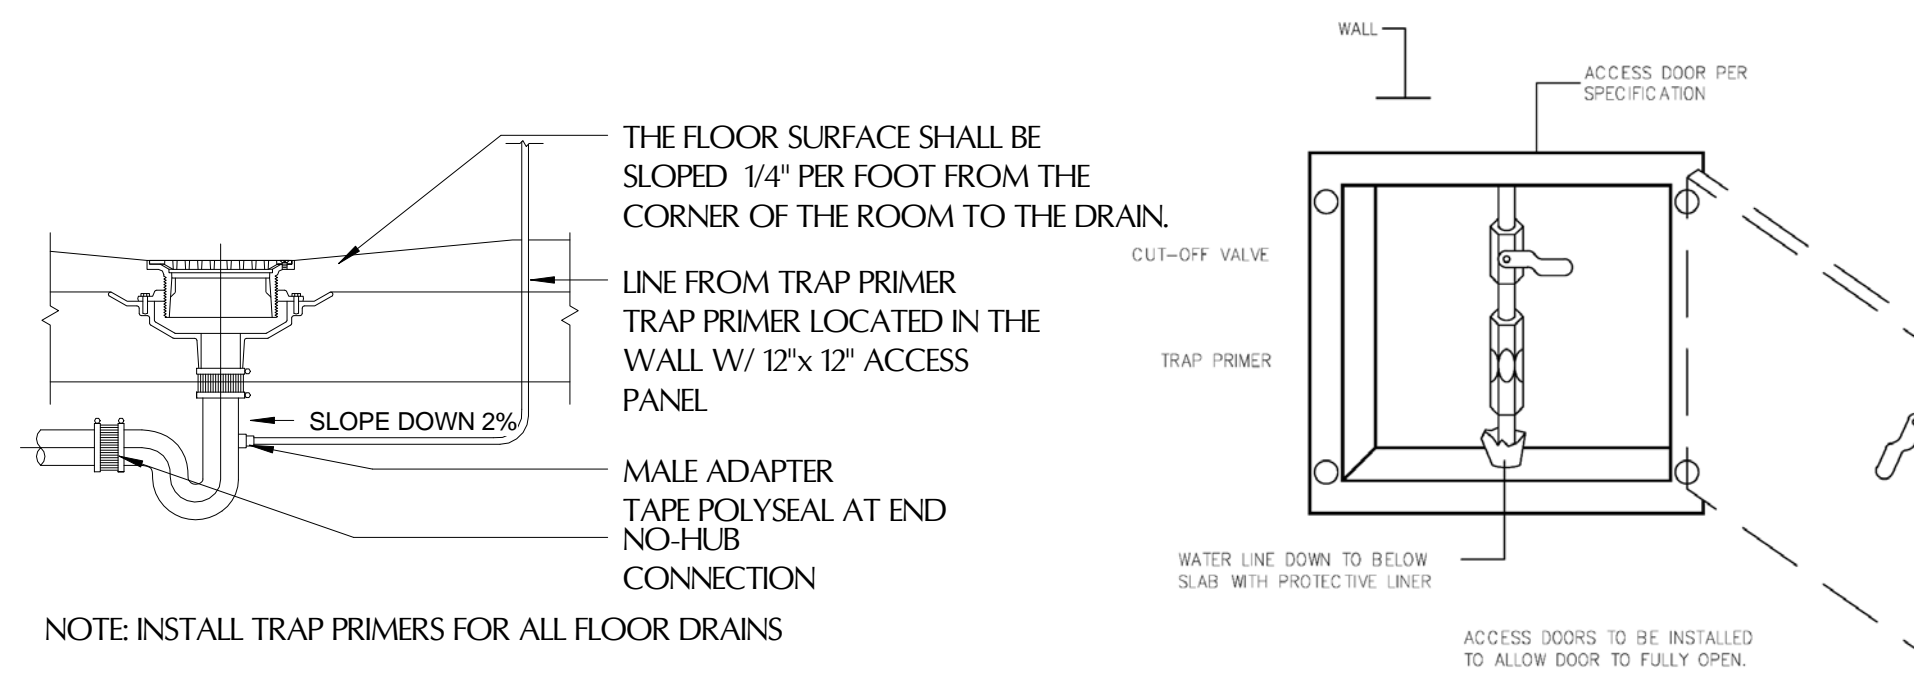 THE FLOOR SURFACE SHALL BE
SLOPED 1/4" PER FOOT FROM THE
CORNER OF THE ROOM TO THE DRAIN.
LINE FROM TRAP PRIMER
TRAP PRIMER LOCATED IN THE
WALL W/ 12"x 12" ACCESS
PANEL
SLOPE DOWN 2%
MALE ADAPTER
TAPE POLYSEAL AT END
NO-HUB
CONNECTION
NOTE: INSTALL TRAP PRIMERS FOR ALL FLOOR DRAINS
WALL
ACCESS DOOR PER
SPECIFICATION
CUT-OFF VALVE
TRAP PRIMER
WATER LINE DOWN TO BELOW
SLAB WITH PROTECTIVE LINER
ACCESS DOORS TO BE INSTALLED
TO ALLOW DOOR TO FULLY OPEN.